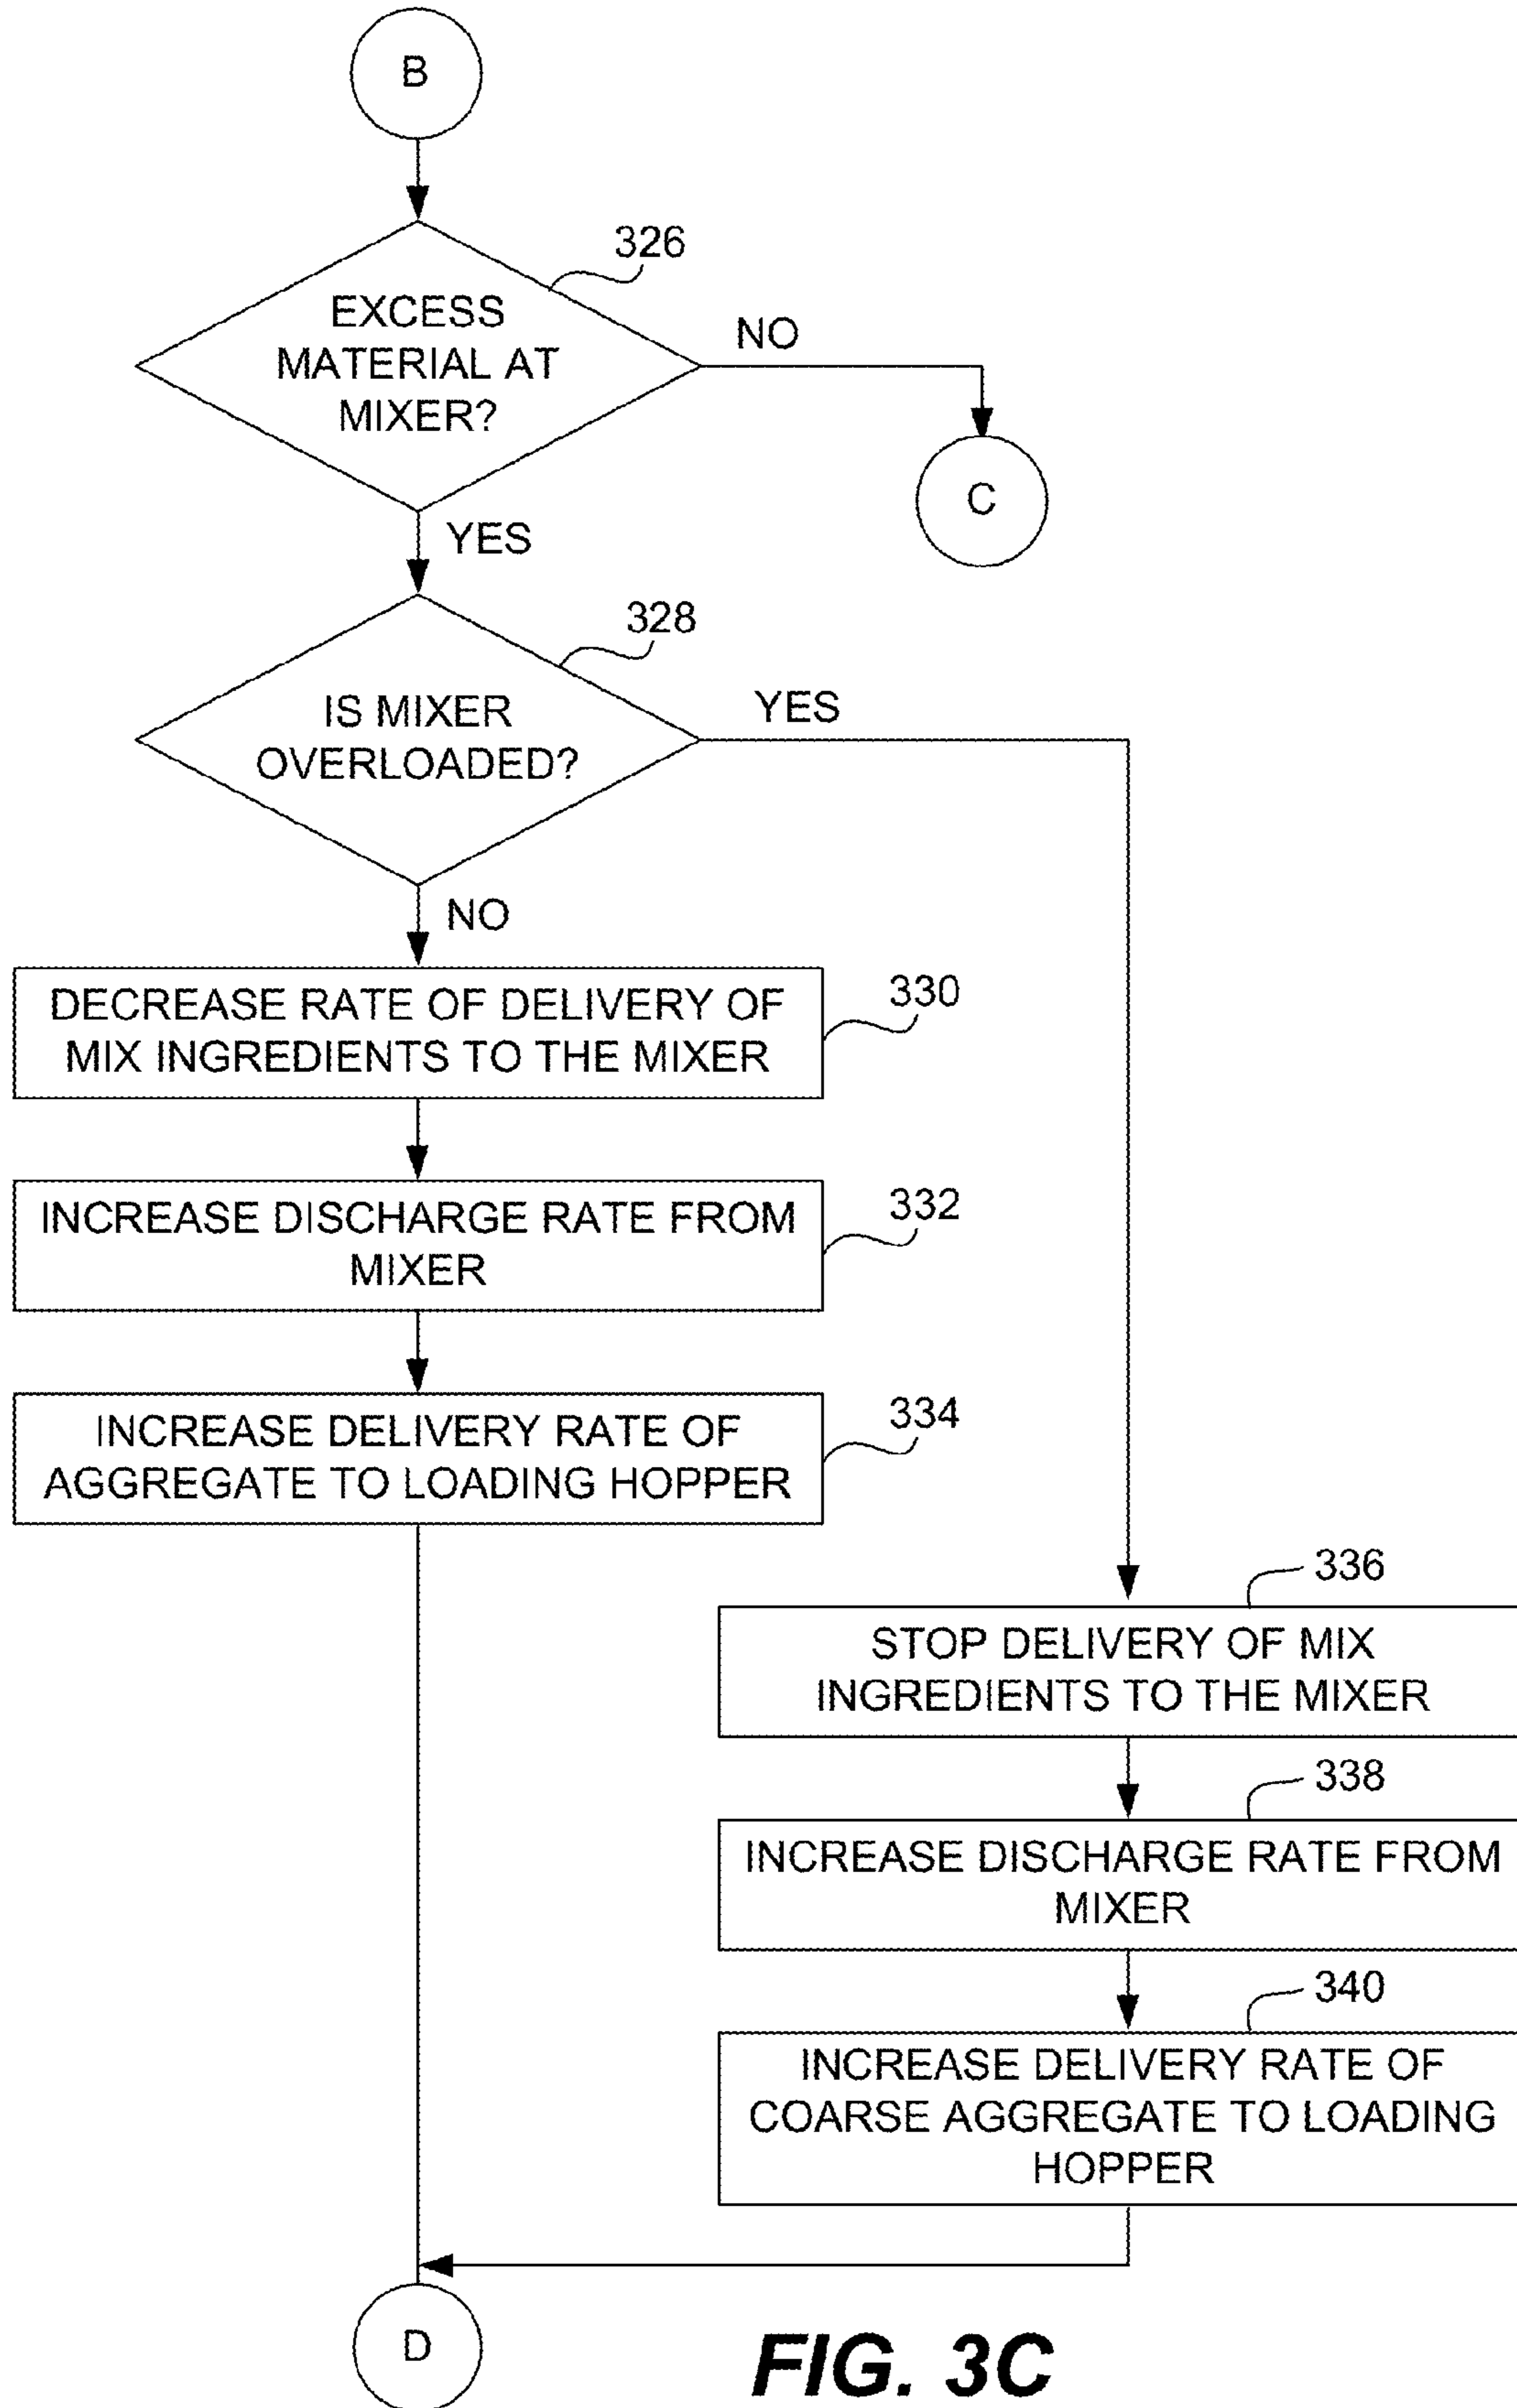 B
326
EXCESS
MATERIAL AT
MIXER?
NO
C
YES
328
IS MIXER
OVERLOADED?
YES
NO
330
DECREASE RATE OF DELIVERY OF
MIX INGREDIENTS TO THE MIXER
332
INCREASE DISCHARGE RATE FROM
MIXER
334
INCREASE DELIVERY RATE OF
AGGREGATE TO LOADING HOPPER
336
STOP DELIVERY OF MIX
INGREDIENTS TO THE MIXER
338
INCREASE DISCHARGE RATE FROM
MIXER
340
INCREASE DELIVERY RATE OF
COARSE AGGREGATE TO LOADING
HOPPER
D
FIG. 3C